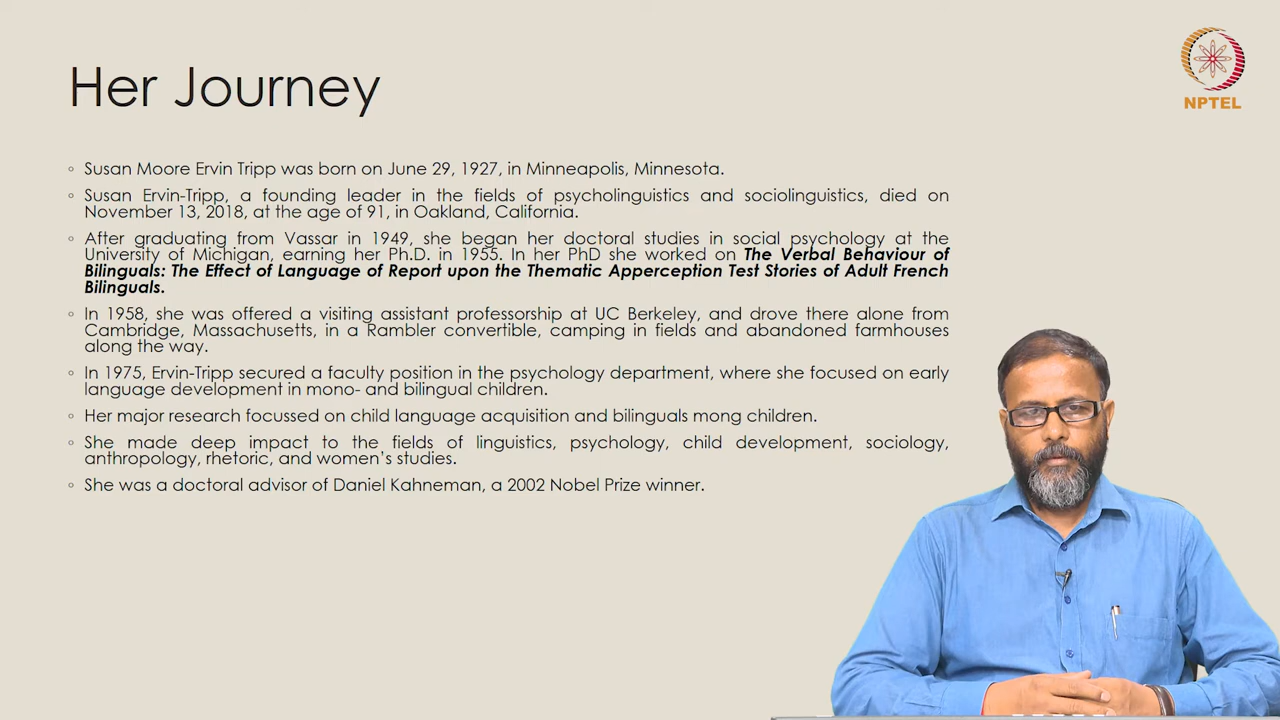 Her Journey
NPTEL
Susan Moore Ervin Tripp was born on June 29, 1927, in Minneapolis, Minnesota.
Susan Ervin-Tripp, a founding leader in the fields of psycholinguistics and sociolinguistics, died on
November 13, 2018, at the age of 91, in Oakland, California.
After graduating from Vassar in 1949, she began her doctoral studies in social psychology at the
University of Michigan, earning her Ph.D. in 1955. In her PhD she worked on The Verbal Behaviour of
Bilinguals: The Effect of Language of Report upon the Thematic Apperception Test Stories of Adult French
Bilinguals.
In 1958, she was offered a visiting assistant professorship at UC Berkeley, and drove there alone from
Cambridge, Massachusetts, in a Rambler convertible, camping in fields and abandoned farmhouses
along the way.
In 1975, Ervin-Tripp secured a faculty position in the psychology department, where she focused on early
language development in mono- and bilingual children.
Her major research focussed on child language acquisition and bilinguals mong children.
She made deep impact to the fields of linguistics, psychology, child development, sociology,
anthropology, rhetoric, and women's studies.
She was a doctoral advisor of Daniel Kahneman, a 2002 Nobel Prize winner.